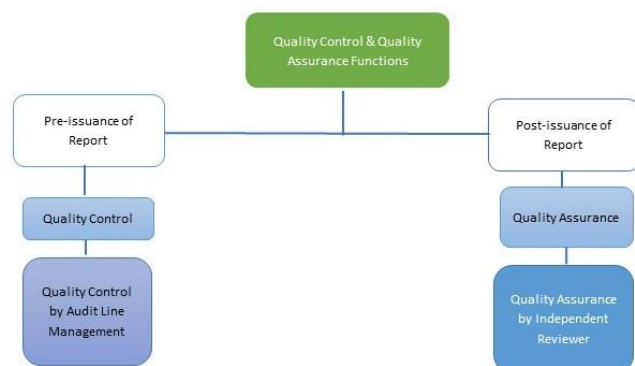 Quality Control & Quality
Assurance Functions
Pre-issuance of
Report
Post-issuance of
Report
Quality Control
Quality Assurance
Quality Control
by Audit Line
Management
Quality Assurance
by Independent
Reviewer